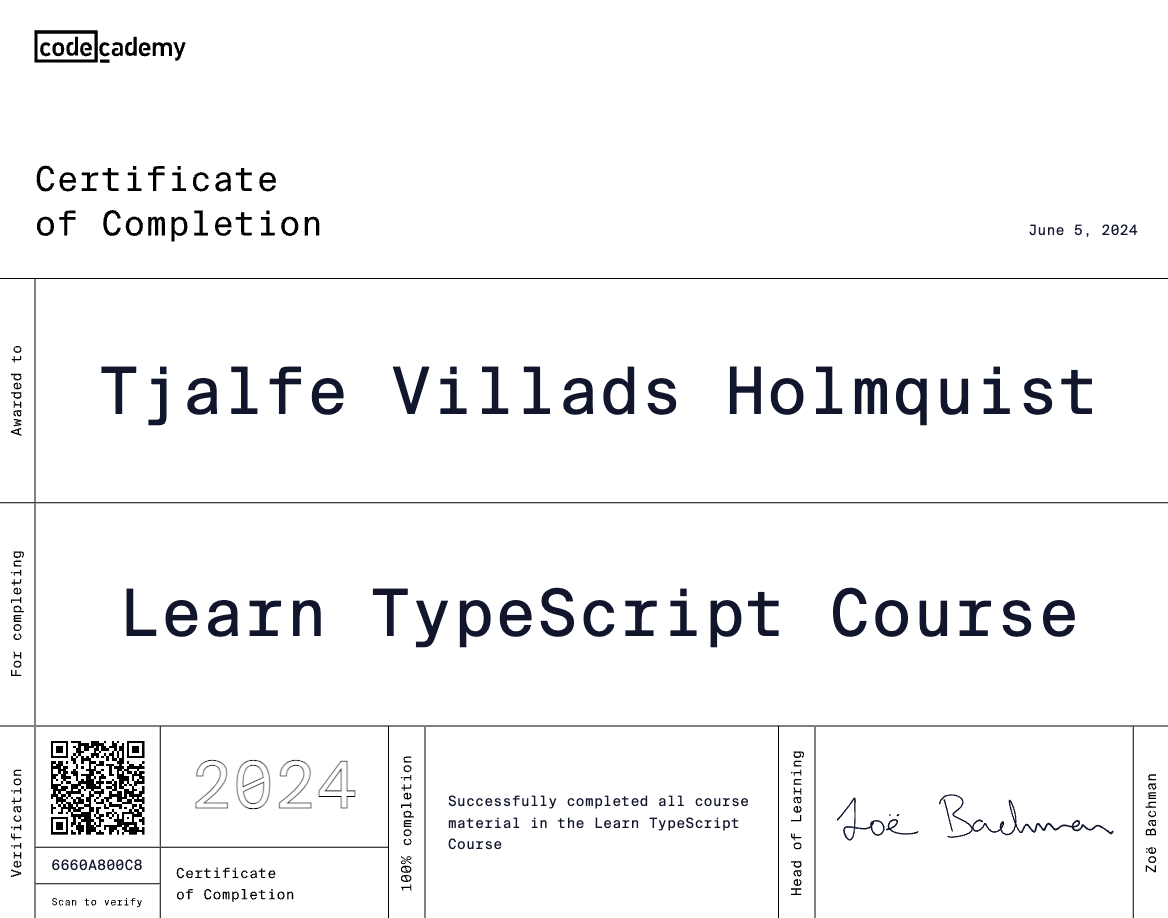 codecademy
Certificate
of Completion
June 5, 2024
Awarded to
Tjalfe Villads Holmquist
For completing
Learn TypeScript Course
Verification
6660A800C8
Scan to verify
2024
Certificate
of Completion
100% completion
Successfully completed all course
material in the Learn TypeScript
Course
Head of Learning
Zoë Bachman
Zoë Bachman